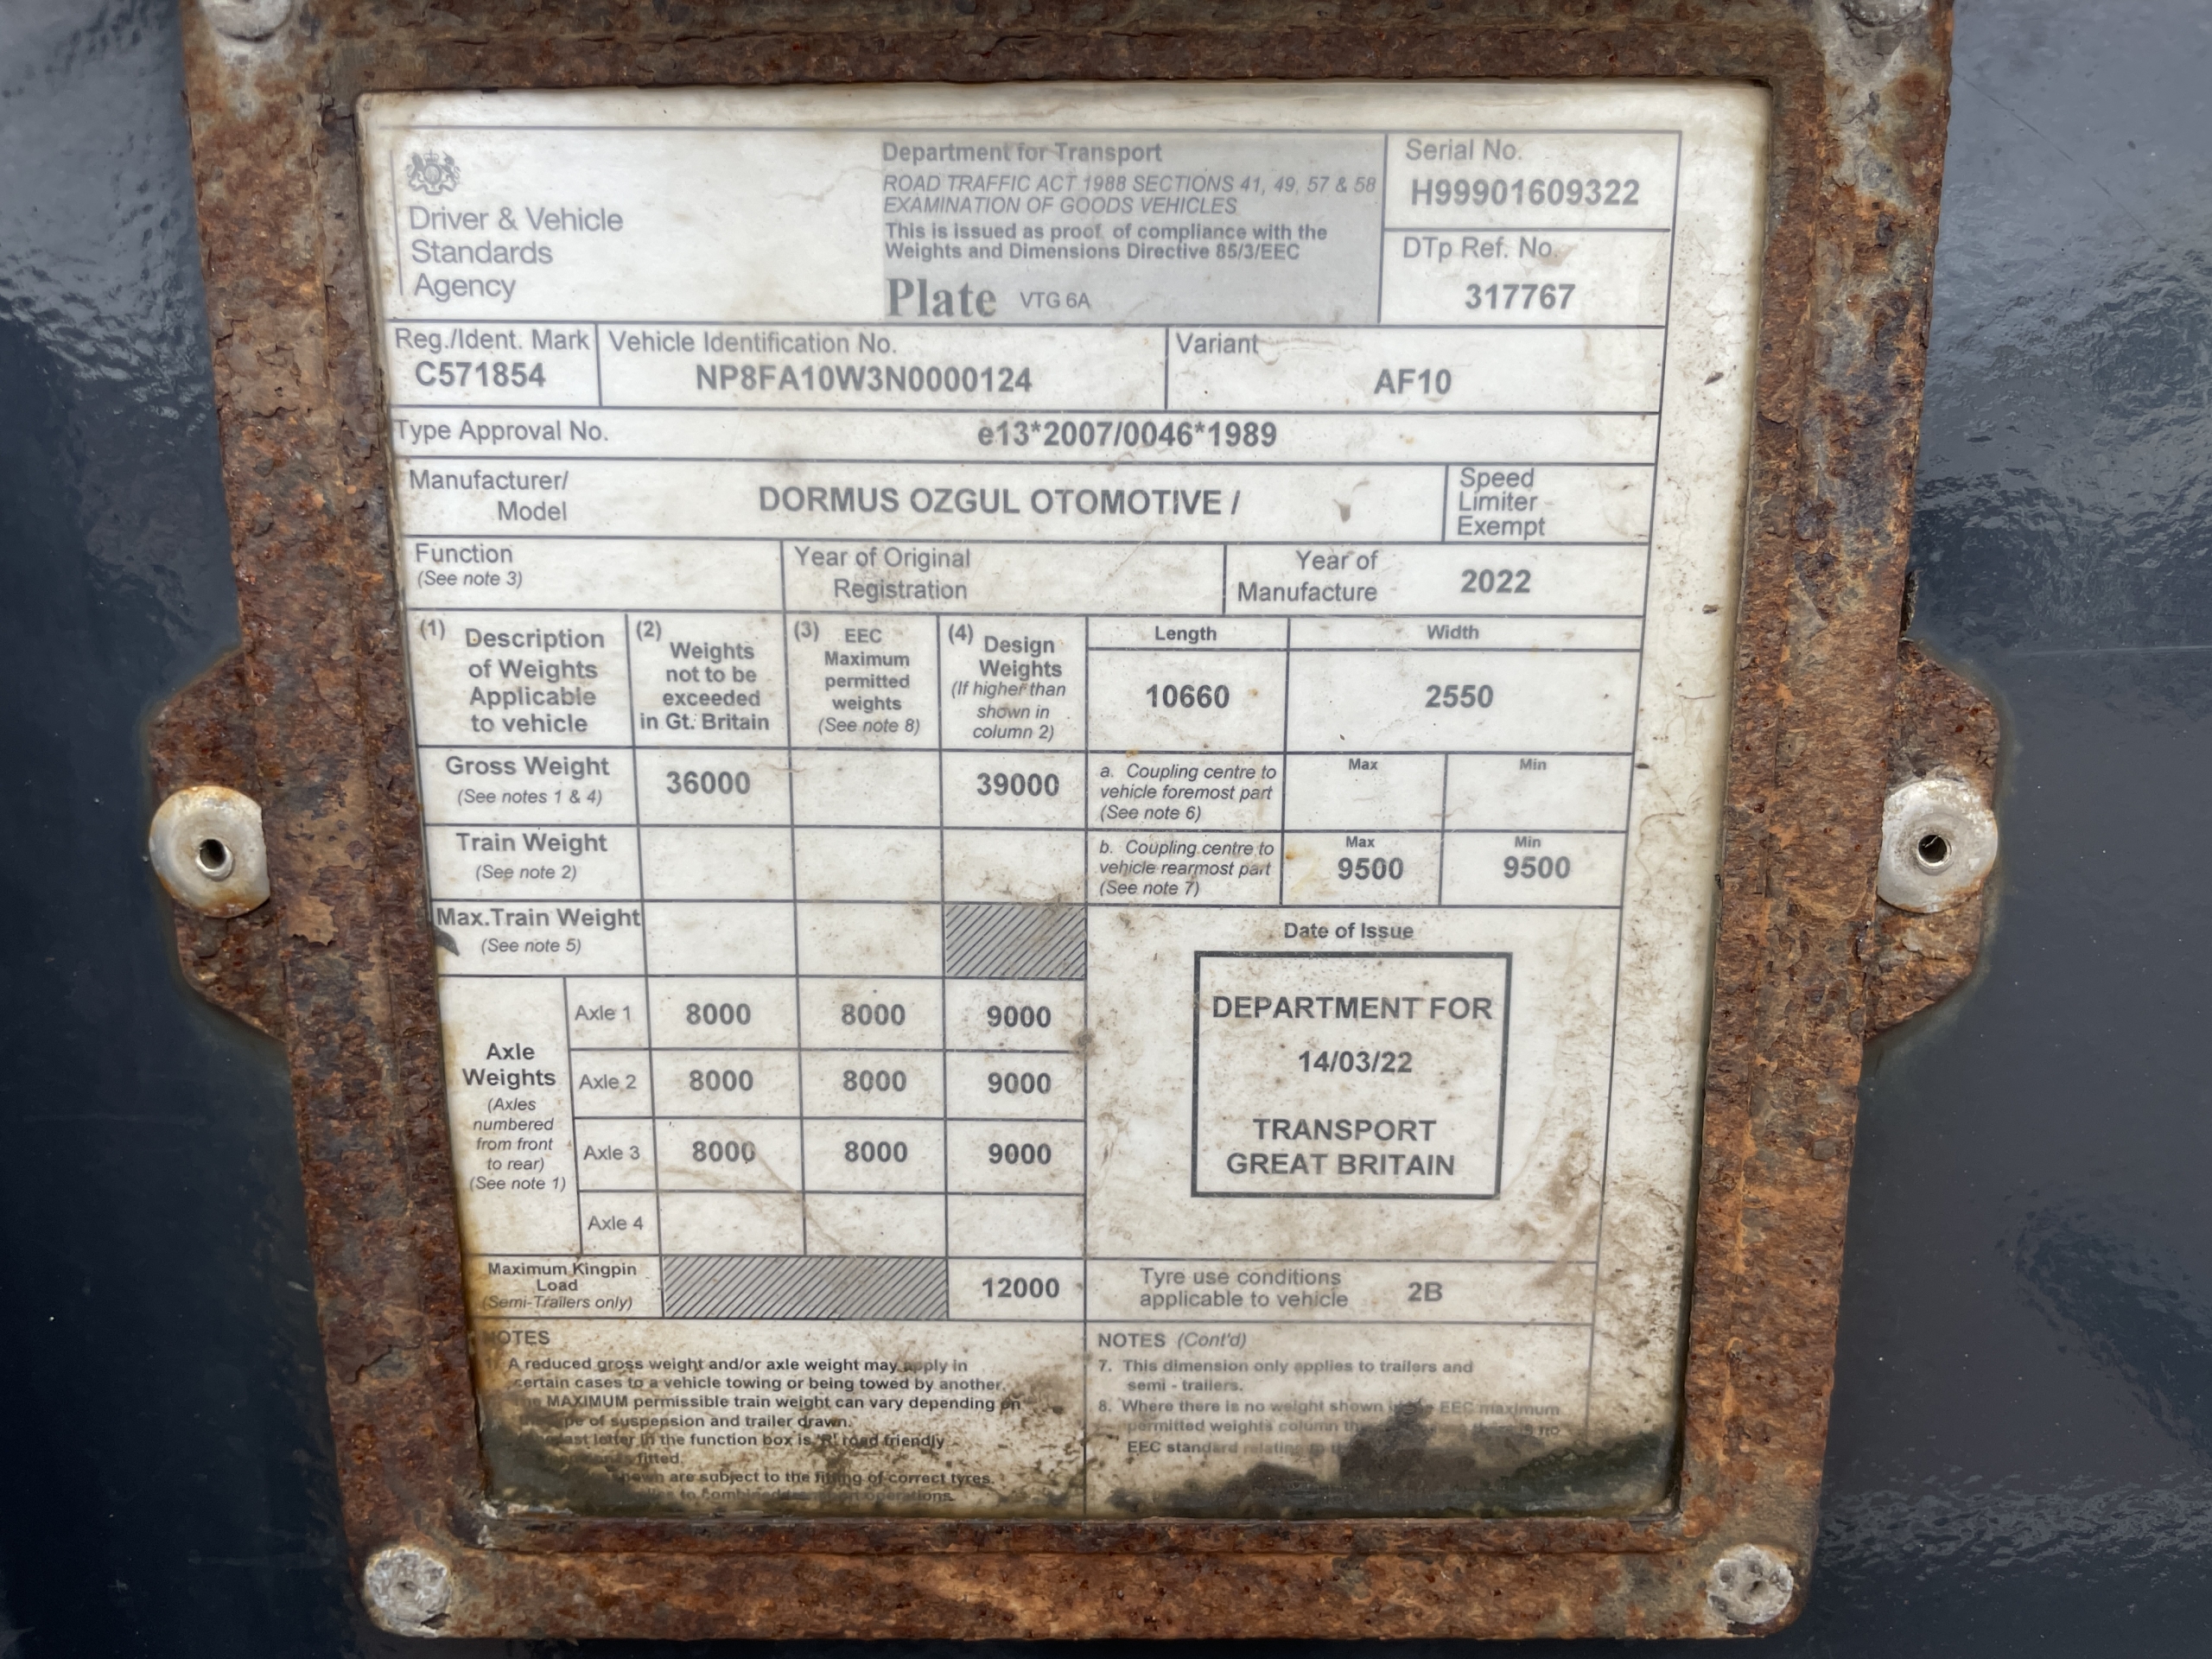 Driver & Vehicle
Standards
Agency
Department for Transport
ROAD TRAFFIC ACT 1988 SECTIONS 41, 49, 57 & 58
EXAMINATION OF GOODS VEHICLES
This is issued as proof of compliance with the
Weights and Dimensions Directive 85/3/EEC
Plate VTG 6A
Serial No.
H99901609322
DTp Ref. No.
317767
Reg./Ident. Mark
C571854
Vehicle Identification No.
NP8FA10W3N0000124
Variant
AF10
Type Approval No. e13*2007/0046*1989
Manufacturer/
Model
DORMUS OZGUL OTOMOTIVE /
Speed
Limiter
Exempt
Function
(See note 3)
Year of Original
Registration
Year of
Manufacture
2022
(1) Description
of Weights
Applicable
to vehicle
(2) Weights
not to be
exceeded
in Gt. Britain
(3) EEC
Maximum
permitted
weights
(See note 8)
(4) Design
Weights
(If higher than
shown in
column 2)
Length
10660
Width
2550
Gross Weight
(See notes 1 & 4)
36000
39000
a. Coupling centre to
vehicle foremost part
(See note 6)
Max
Min
Train Weight
(See note 2)
b. Coupling centre to
vehicle rearmost part
(See note 7)
Max
9500
Min
9500
Max.Train Weight
(See note 5)
Axle
Weights
(Axles
numbered
from front
to rear)
(See note 1)
Axle 1 8000 8000 9000
Axle 2 8000 8000 9000
Axle 3 8000 8000 9000
Axle 4
Date of Issue
DEPARTMENT FOR
14/03/22
TRANSPORT
GREAT BRITAIN
Maximum Kingpin
Load
(Semi-Trailers only)
12000
Tyre use conditions
applicable to vehicle
2B
NOTES
A reduced gross weight and/or axle weight may apply in
certain cases to a vehicle towing or being towed by another.
MAXIMUM permissible train weight can vary depending on
of suspension and trailer drawn.
last letter in the function box is 'R' road friendly
fitted.
are subject to the fitting of correct tyres.
to combined transport operations.
NOTES (Cont'd)
7. This dimension only applies to trailers and
semi - trailers.
8. Where there is no weight shown EEC maximum
permitted weights column no
EEC standard relating to